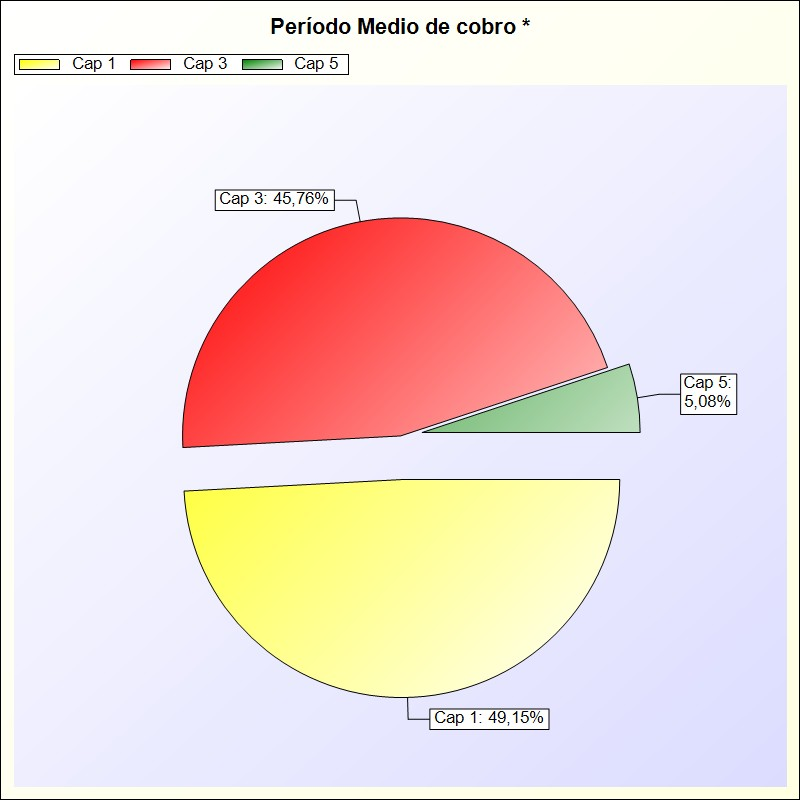 Período Medio de cobro *
Cap 1 Cap 3 Cap 5
Cap 3: 45,76%
Cap 5:
5,08%
Cap 1: 49,15%